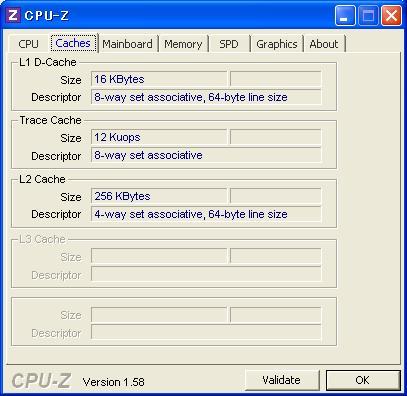 Z CPU-Z
CPU Caches Mainboard Memory SPD Graphics About
L1 D-Cache
Size 16 KBytes
Descriptor 8-way set associative, 64-byte line size
Trace Cache
Size 12 Kuops
Descriptor 8-way set associative
L2 Cache
Size 256 KBytes
Descriptor 4-way set associative, 64-byte line size
L3 Cache
Size
Descriptor
Size
Descriptor
CPU-Z Version 1.58 Validate OK